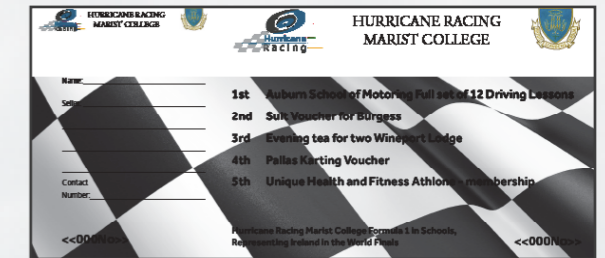 HURRICANE RACING
MARIST COLLEGE
Hurricane
Racing
HURRICANE RACING
MARIST COLLEGE
Name:
Seller
Contact
Number:
<<000No>>
1st Auburn School of Motoring Full set of 12 Driving Lessons
2nd Suit Voucher for Burgess
3rd Evening tea for two Wineport Lodge
4th Pallas Karting Voucher
5th Unique Health and Fitness Athlone - membership
Hurricane Racing Marist College Formula 1 in Schools,
Representing Ireland in the World Finals
<<000No>>